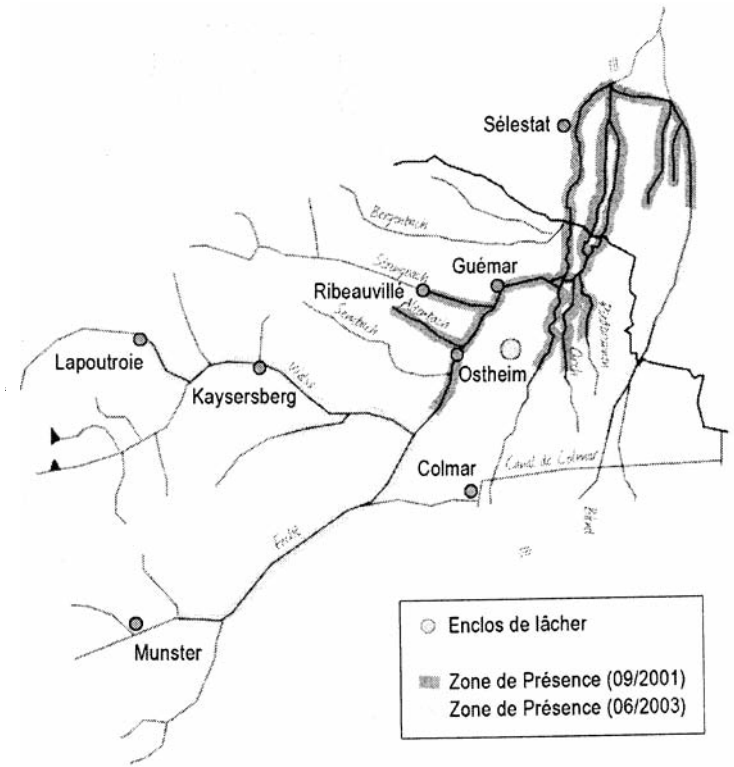 Sélestat
Bergenbach
Guémar
Strengbach
Ribeauvillé
Lapoutroie
Kaysersberg
Weiss
Ostheim
Colmar
Canal de Colmar
Fecht
Munster
Enclos de lâcher
Zone de Présence (09/2001)
Zone de Présence (06/2003)